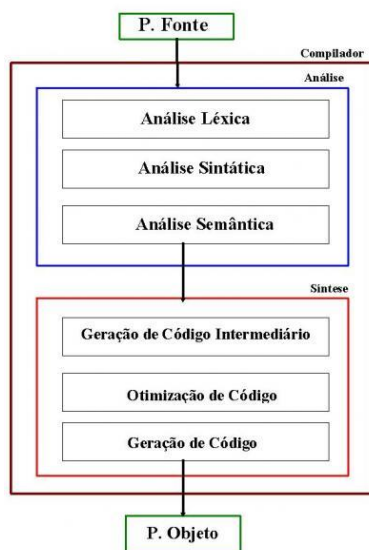 P. Fonte
Compilador
Análise
Análise Léxica
Análise Sintática
Análise Semântica
Síntese
Geração de Código Intermediário
Otimização de Código
Geração de Código
P. Objeto